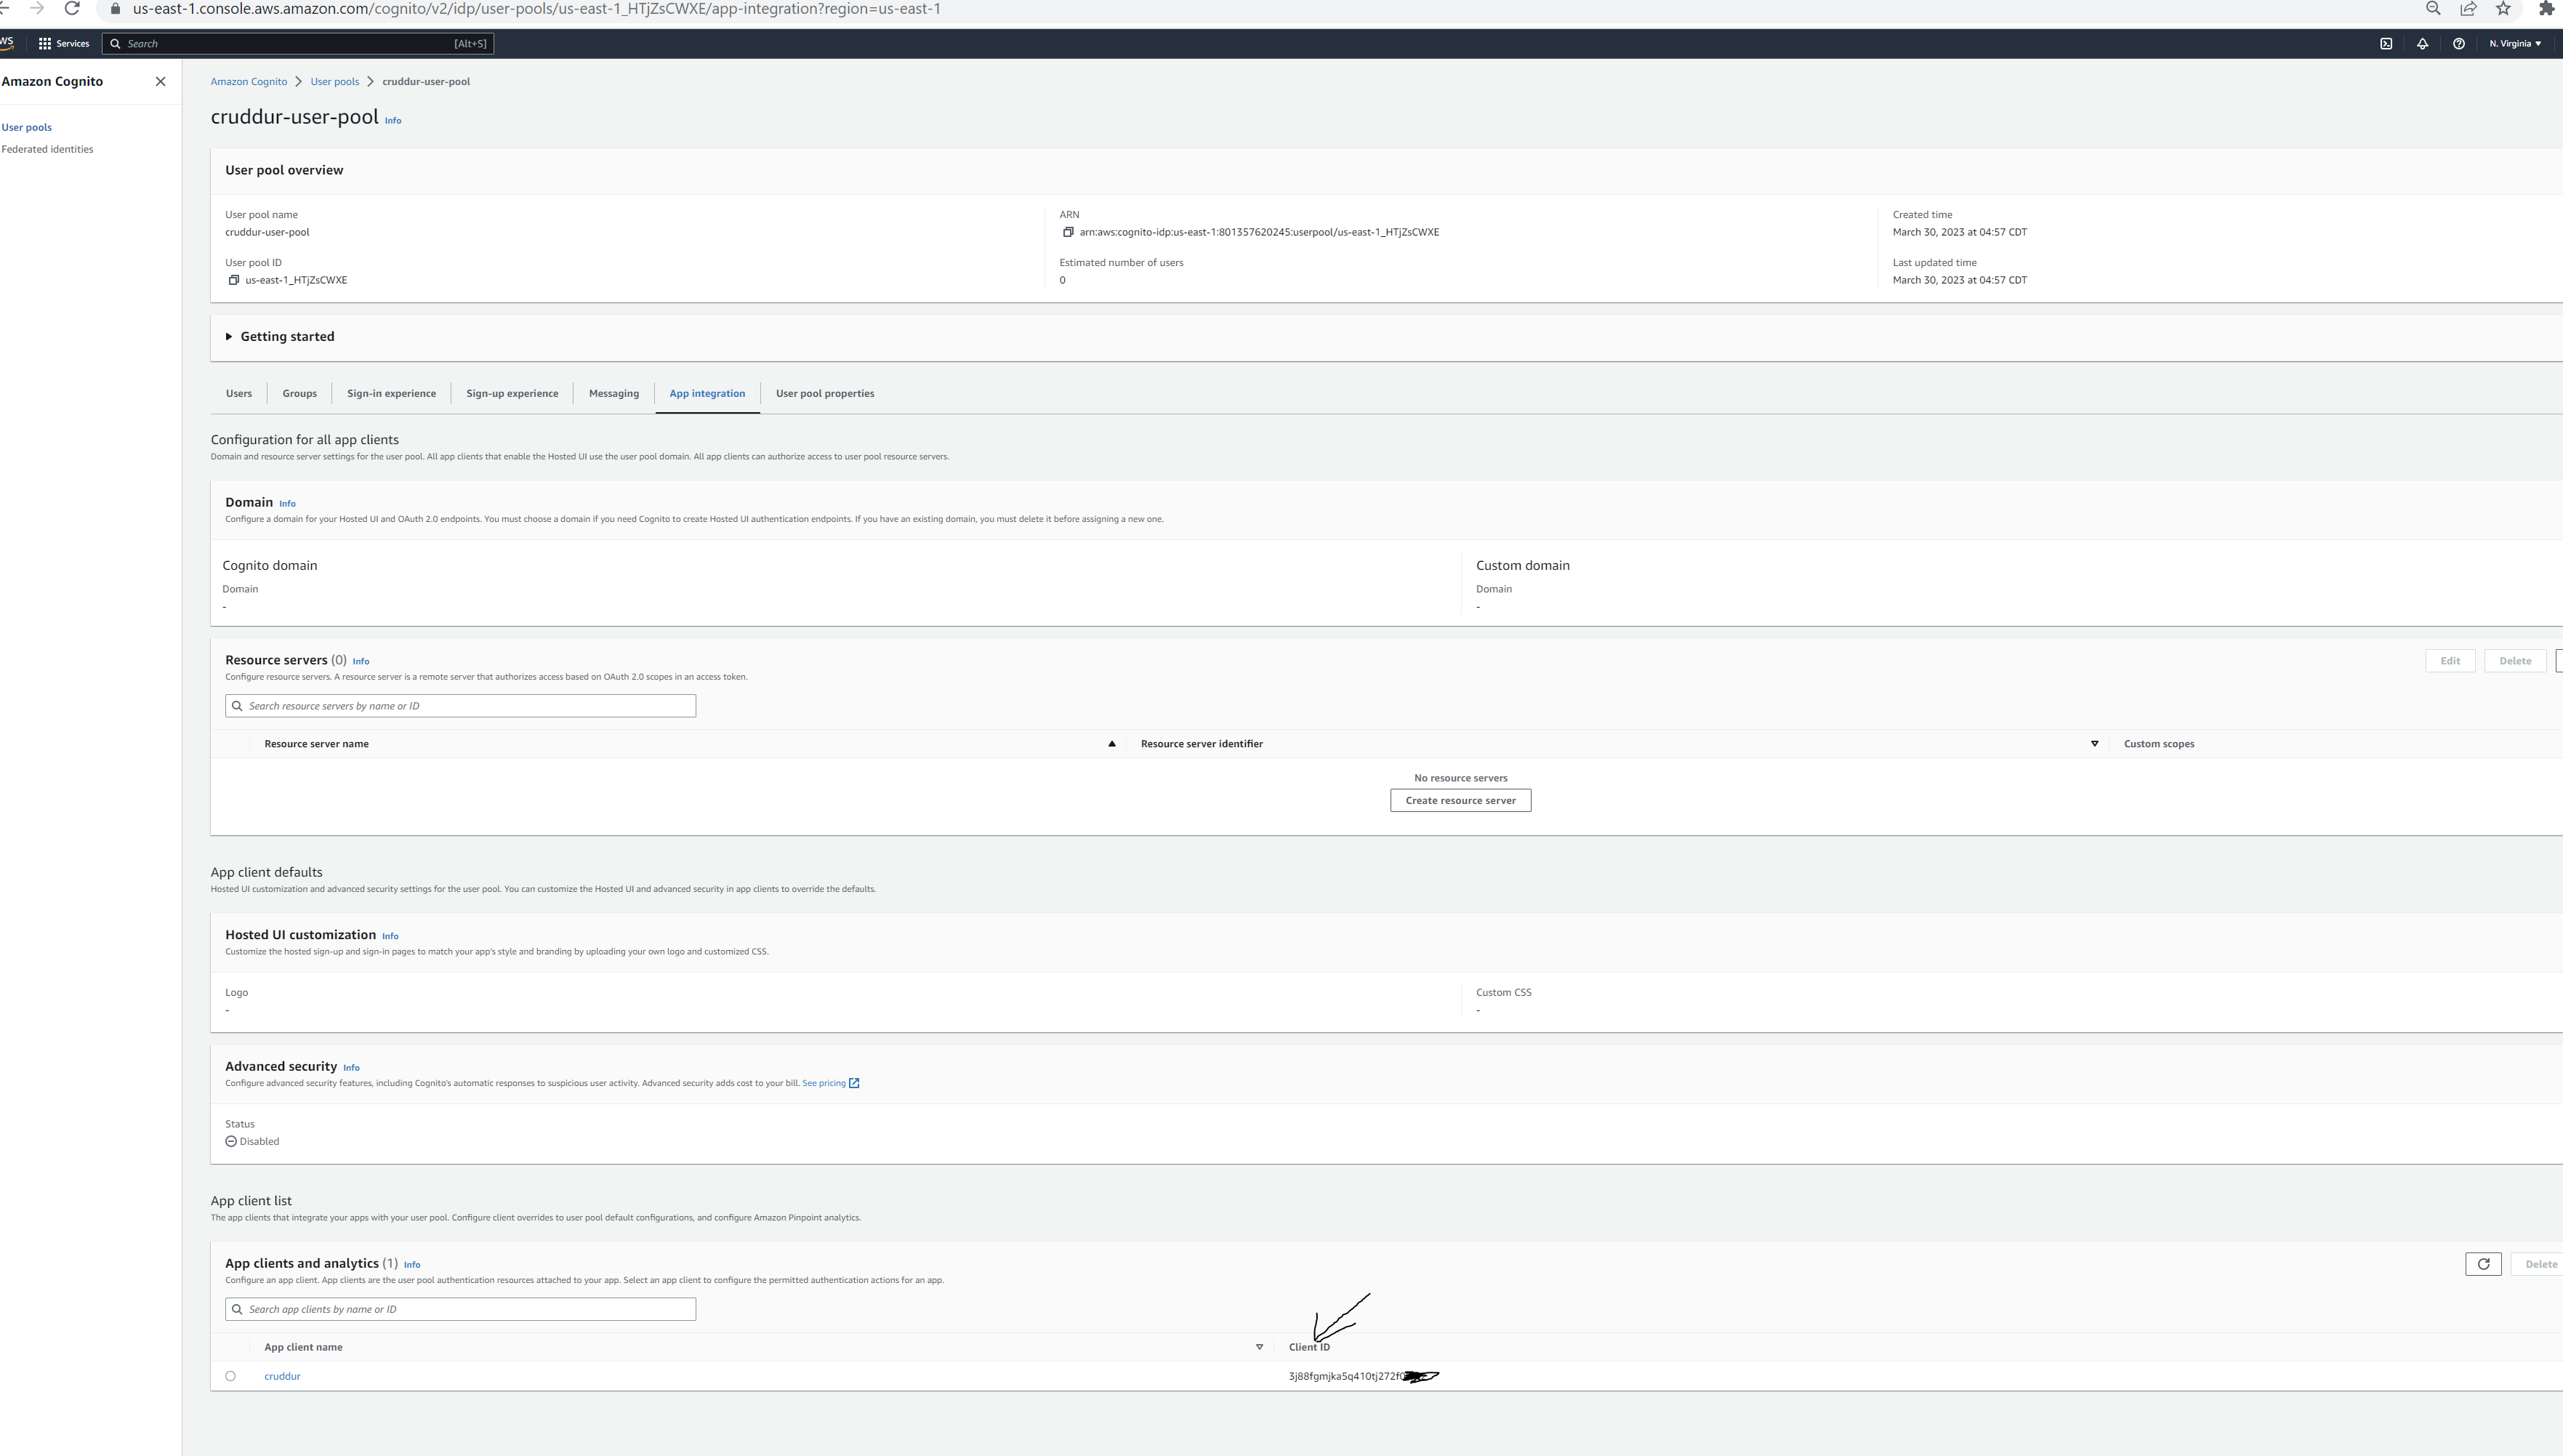 us-east-1.console.aws.amazon.com/cognito/v2/idp/user-pools/us-east-1_HTjZsCWXE/app-integration?region=us-east-1
Services
Search
[Alt+S]
N. Virginia
Amazon Cognito
User pools
Federated identities
Amazon Cognito > User pools > cruddur-user-pool
cruddur-user-pool Info
User pool overview
User pool name
cruddur-user-pool
User pool ID
us-east-1_HTjZsCWXE
ARN
arn:aws:cognito-idp:us-east-1:801357620245:userpool/us-east-1_HTjZsCWXE
Estimated number of users
0
Created time
March 30, 2023 at 04:57 CDT
Last updated time
March 30, 2023 at 04:57 CDT
Getting started
Users
Groups
Sign-in experience
Sign-up experience
Messaging
App integration
User pool properties
Configuration for all app clients
Domain and resource server settings for the user pool. All app clients that enable the Hosted UI use the user pool domain. All app clients can authorize access to user pool resource servers.
Domain Info
Configure a domain for your Hosted UI and OAuth 2.0 endpoints. You must choose a domain if you need Cognito to create Hosted UI authentication endpoints. If you have an existing domain, you must delete it before assigning a new one.
Cognito domain
Domain
-
Custom domain
Domain
-
Resource servers (0) Info
Configure resource servers. A resource server is a remote server that authorizes access based on OAuth 2.0 scopes in an access token.
Edit
Delete
Search resource servers by name or ID
Resource server name
Resource server identifier
Custom scopes
No resource servers
Create resource server
App client defaults
Hosted UI customization and advanced security settings for the user pool. You can customize the Hosted UI and advanced security in app clients to override the defaults.
Hosted UI customization Info
Customize the hosted sign-up and sign-in pages to match your app's style and branding by uploading your own logo and customized CSS.
Logo
-
Custom CSS
-
Advanced security Info
Configure advanced security features, including Cognito's automatic responses to suspicious user activity. Advanced security adds cost to your bill. See pricing
Status
Disabled
App client list
The app clients that integrate your apps with your user pool. Configure client overrides to user pool default configurations, and configure Amazon Pinpoint analytics.
App clients and analytics (1) Info
Configure an app client. App clients are the user pool authentication resources attached to your app. Select an app client to configure the permitted authentication actions for an app.
Delete
Search app clients by name or ID
App client name
Client ID
cruddur
3j88fgmjka5q410tj272f